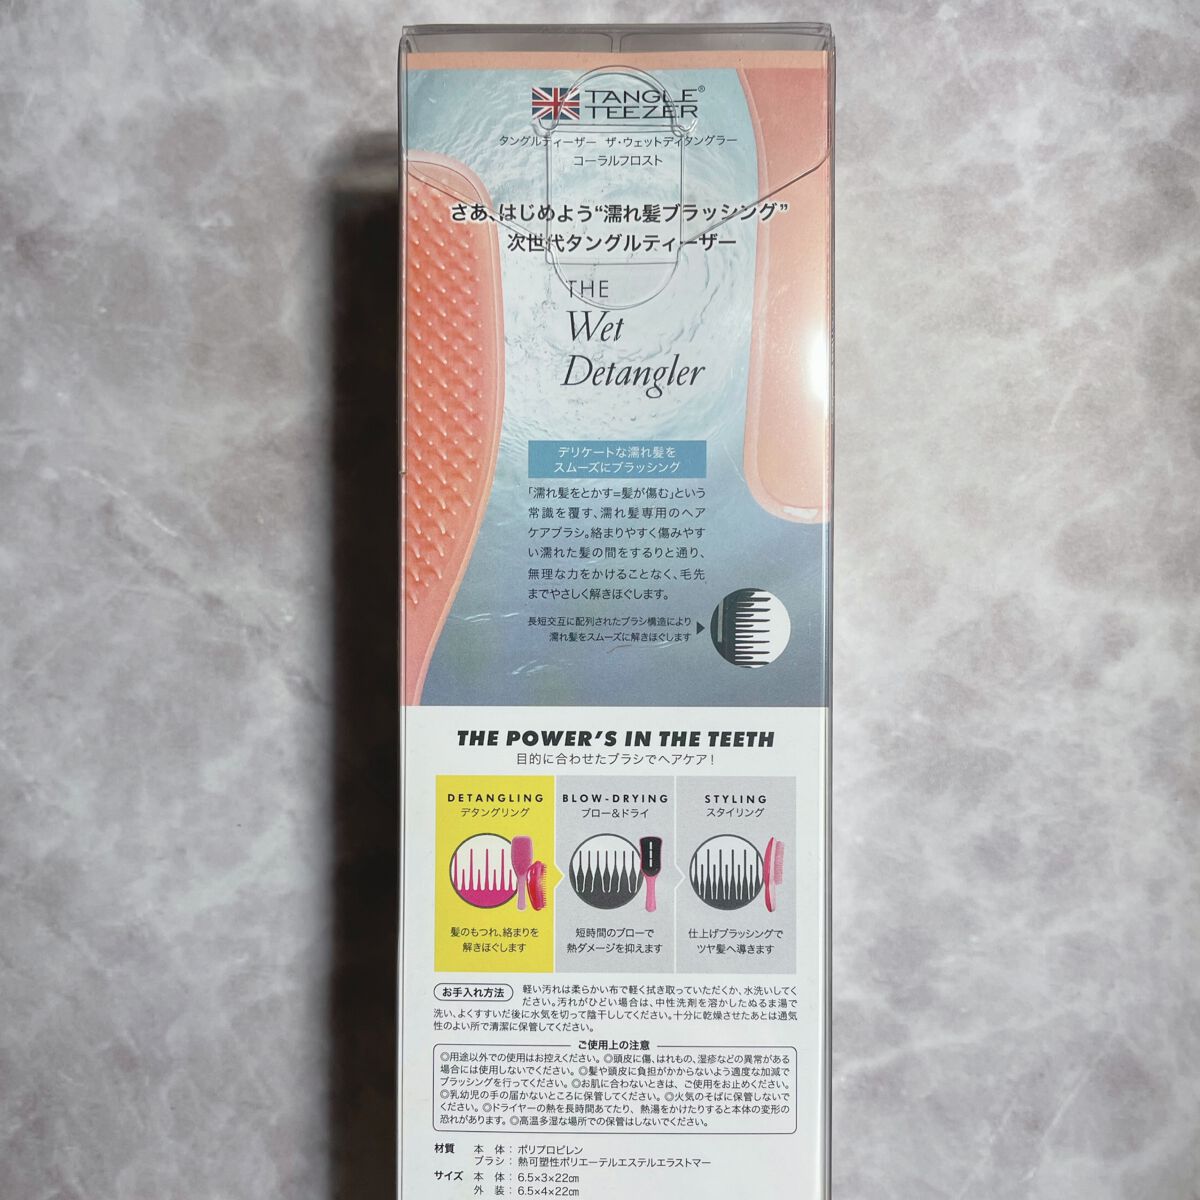 TANGLE
TEEZER®
タングルティーザー ザ・ウェットディタングラー
コーラルフロスト
さあ、はじめよう“濡れ髪ブラッシング”
次世代タングルティーザー
THE
Wet
Detangler
デリケートな濡れ髪を
スムーズにブラッシング
「濡れ髪をとかす=髪が傷む」という
常識を覆す、濡れ髪専用のヘア
ケアブラシ。絡まりやすく傷みやす
い濡れた髪の間をするりと通り、
無理な力をかけることなく、毛先
までやさしく解きほぐします。
長短交互に配列されたブラシ構造により
濡れ髪をスムーズに解きほぐします
THE POWER'S IN THE TEETH
目的に合わせたブラシでヘアケア！
DETANGLING
デタングリング
髪のもつれ、絡まりを
解きほぐします
BLOW-DRYING
ブロー&ドライ
短時間のブローで
熱ダメージを抑えます
STYLING
スタイリング
仕上げブラッシングで
ツヤ髪へ導きます
お手入れ方法 軽い汚れは柔らかい布で軽く拭き取っていただくか、水洗いしてく
ださい。汚れがひどい場合は、中性洗剤を溶かしたぬるま湯で
洗い、よくすすいだ後に水気を切って陰干ししてください。十分に乾燥させたあとは通気
性のよい所で清潔に保管してください。
ご使用上の注意
◎用途以外での使用はお控えください。◎頭皮に傷、はれもの、湿疹などの異常がある
場合には使用しないでください。◎髪や頭皮に負担がかからないよう適度な加減で
ブラッシングを行ってください。◎お肌に合わないときは、ご使用をお止めください。
◎乳幼児の手の届かないところに保管してください。◎火気のそばに保管しないで
ください。◎ドライヤーの熱を長時間あてたり、熱湯をかけたりすると本体の変形の
恐れがあります。◎高温多湿な場所での保管はしないでください。
材質 本 体：ポリプロピレン
ブラシ：熱可塑性ポリエーテルエステルエラストマー
サイズ 本 体：6.5×3×22㎝
外 装：6.5×4×22㎝